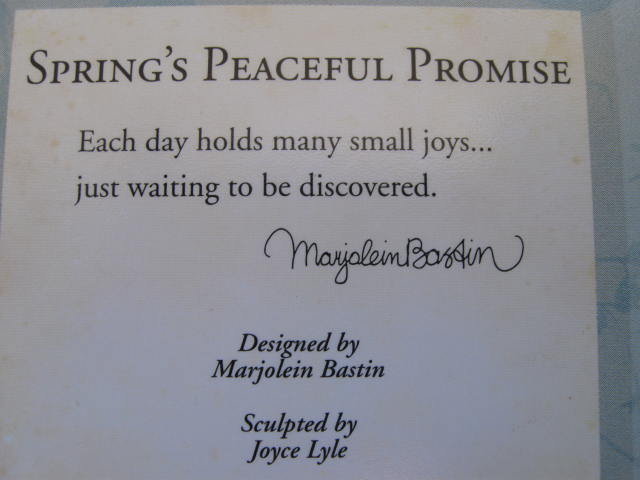 SPRING'S PEACEFUL PROMISE
Each day holds many small joys...
just waiting to be discovered.
Marjolein Bastin
Designed by
Marjolein Bastin
Sculpted by
Joyce Lyle